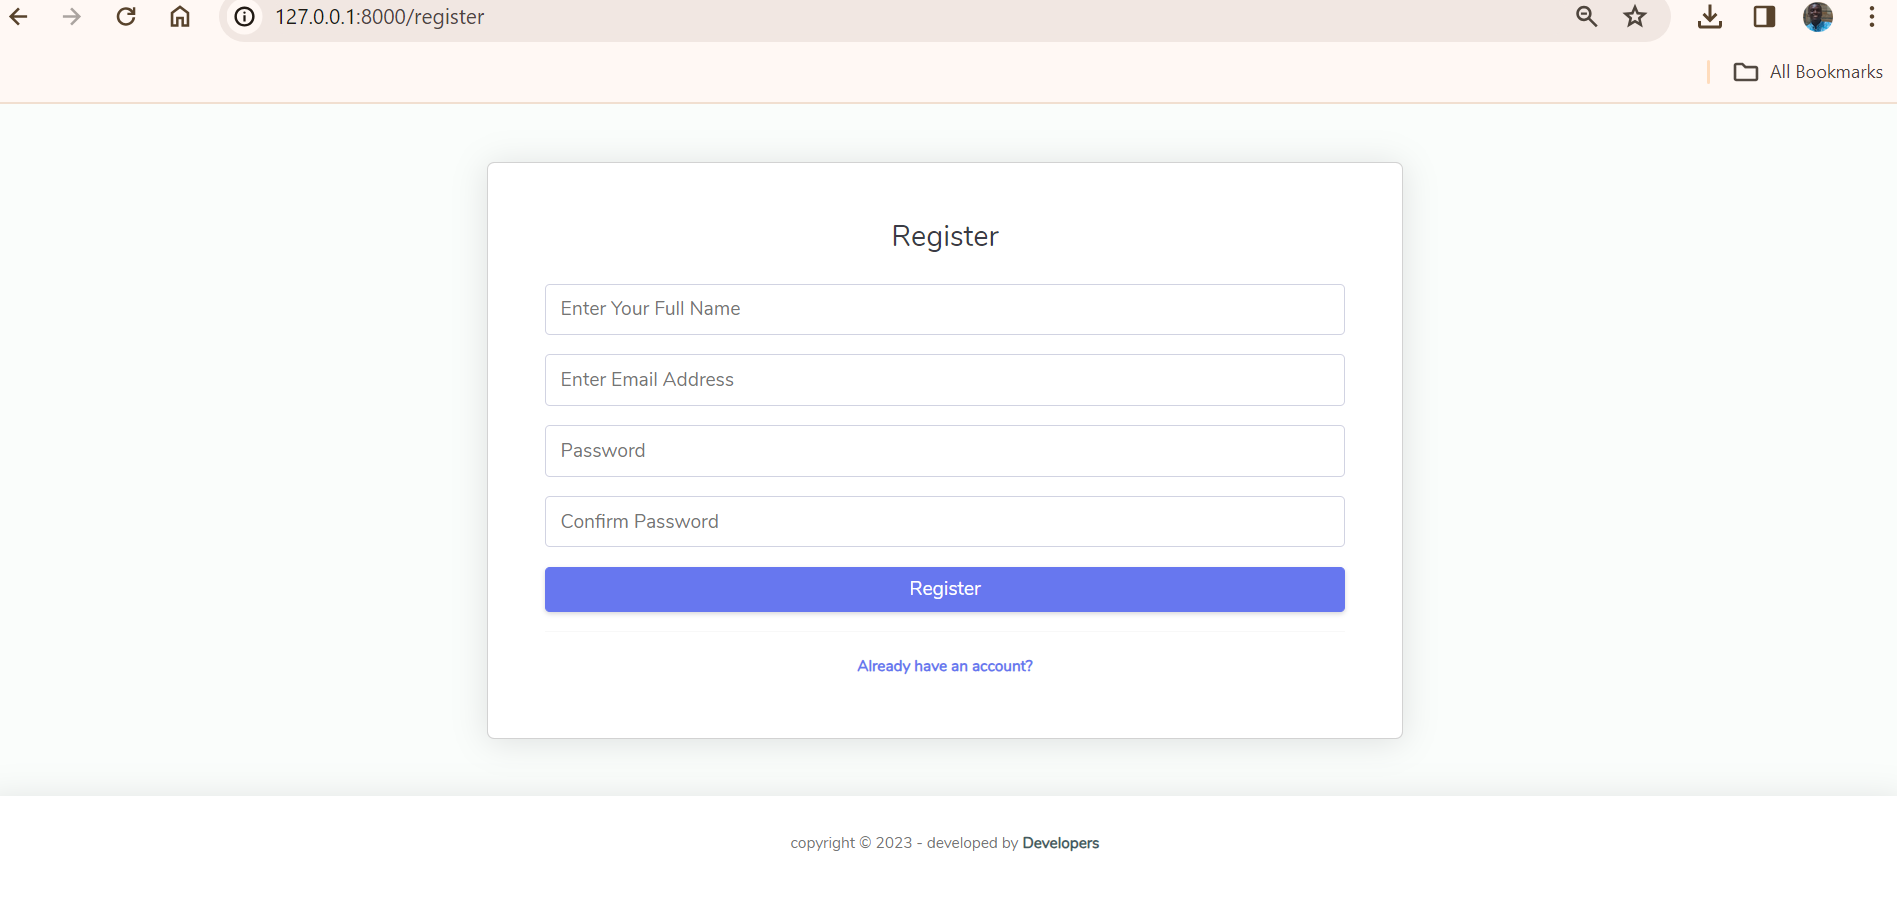 127.0.0.1:8000/register
All Bookmarks
Register
Enter Your Full Name
Enter Email Address
Password
Confirm Password
Register
Already have an account?
copyright © 2023 - developed by Developers